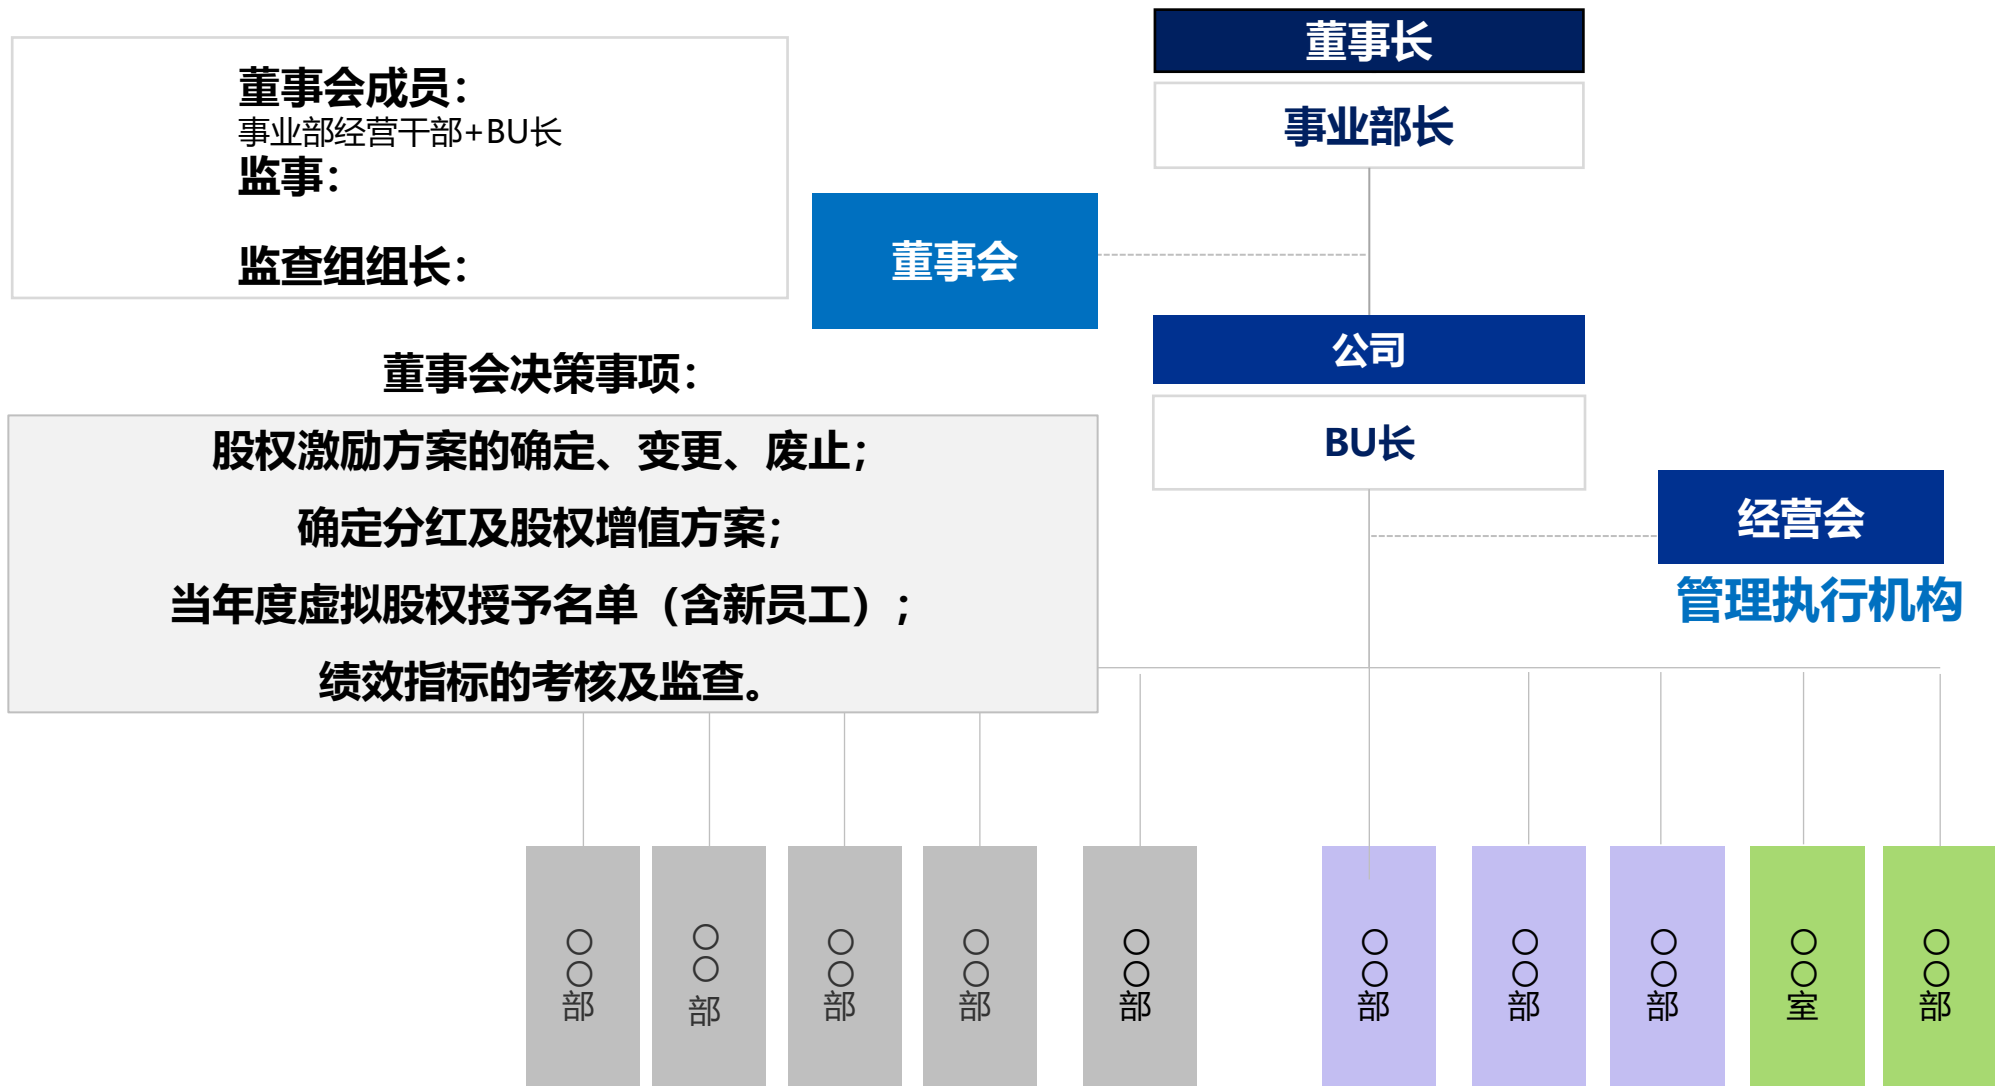 董事长
事业部长
董事会成员：
事业部经营干部+BU长
监事：
监查组组长：
董事会
公司
BU长
董事会决策事项：
股权激励方案的确定、变更、废止；
确定分红及股权增值方案；
当年度虚拟股权授予名单（含新员工）；
绩效指标的考核及监查。
经营会
管理执行机构
〇〇部
〇〇部
〇〇部
〇〇部
〇〇部
〇〇部
〇〇部
〇〇部
〇〇室
〇〇部